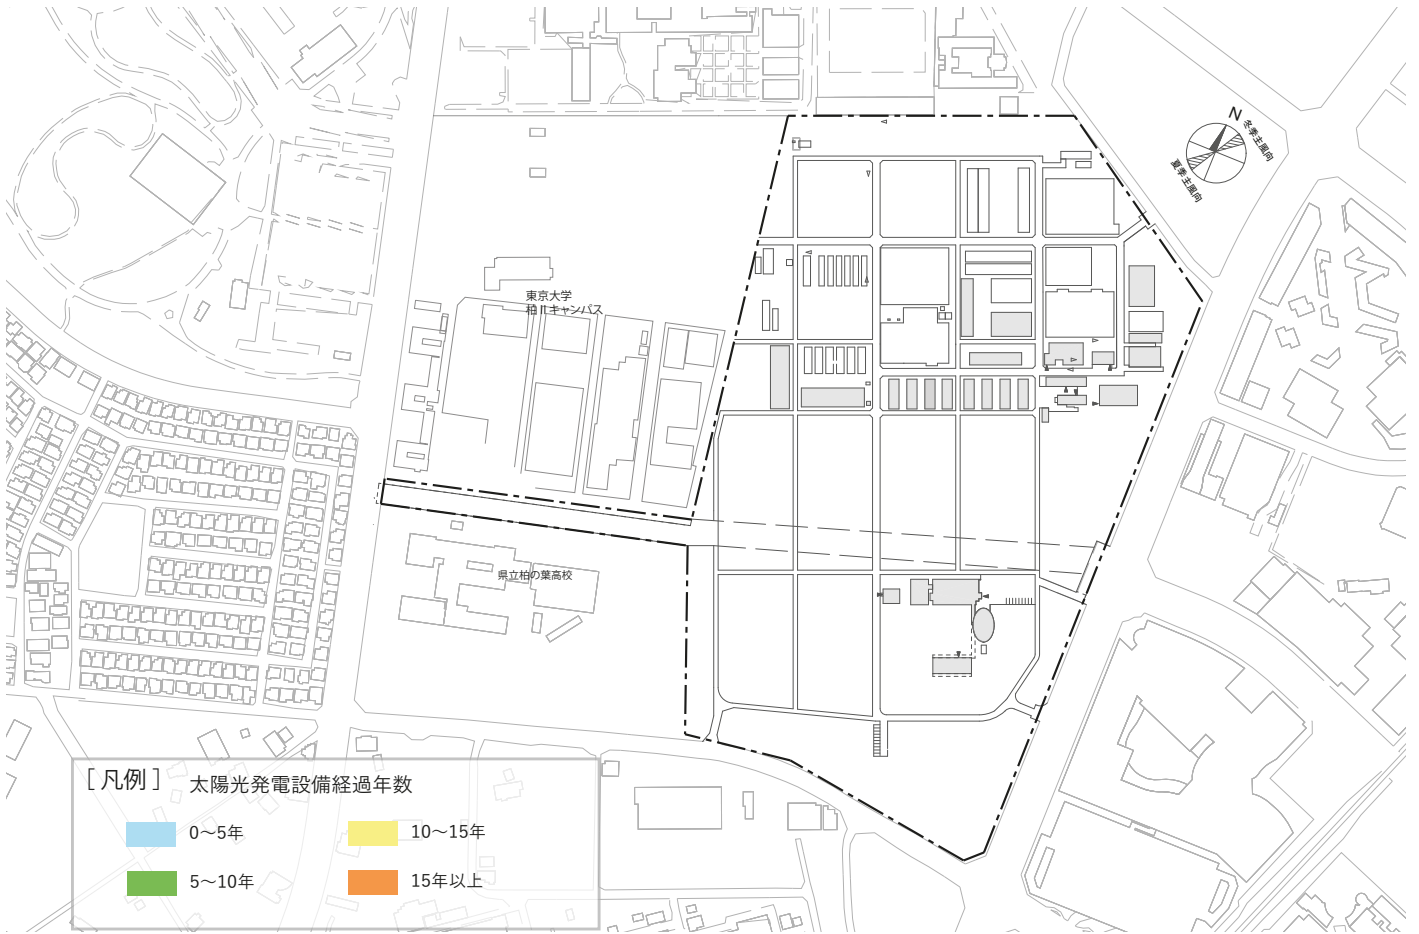 N
冬季主風向
夏季主風向
東京大学
柏IIキャンパス
県立柏の葉高校
［凡例］ 太陽光発電設備経過年数
0〜5年
10〜15年
5〜10年
15年以上